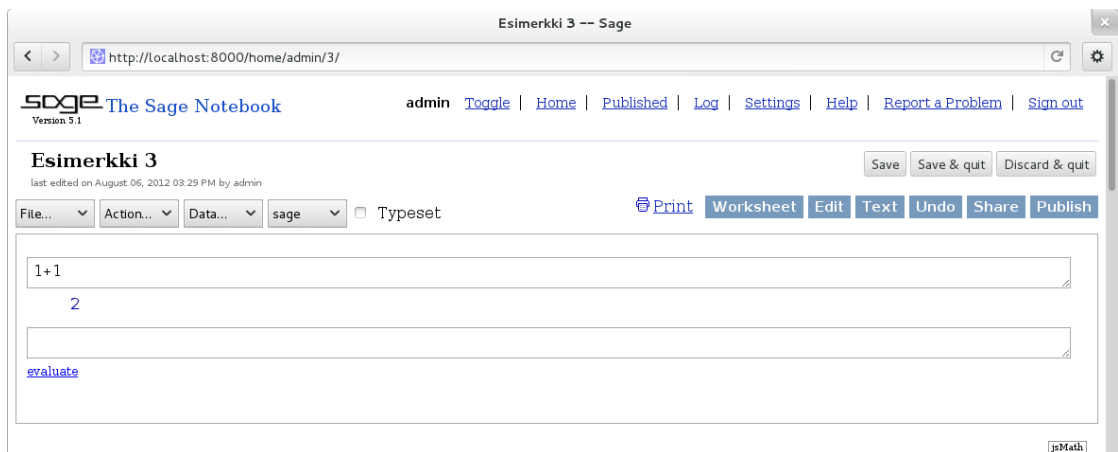 Esimerkki 3 -- Sage
http://localhost:8000/home/admin/3/
sage The Sage Notebook admin Toggle | Home | Published | Log | Settings | Help | Report a Problem | Sign out
Version 5.1
Esimerkki 3 Save Save & quit Discard & quit
last edited on August 06, 2012 03:29 PM by admin
File... Action... Data... sage Typeset Print Worksheet Edit Text Undo Share Publish
1+1
2
evaluate
jsMath